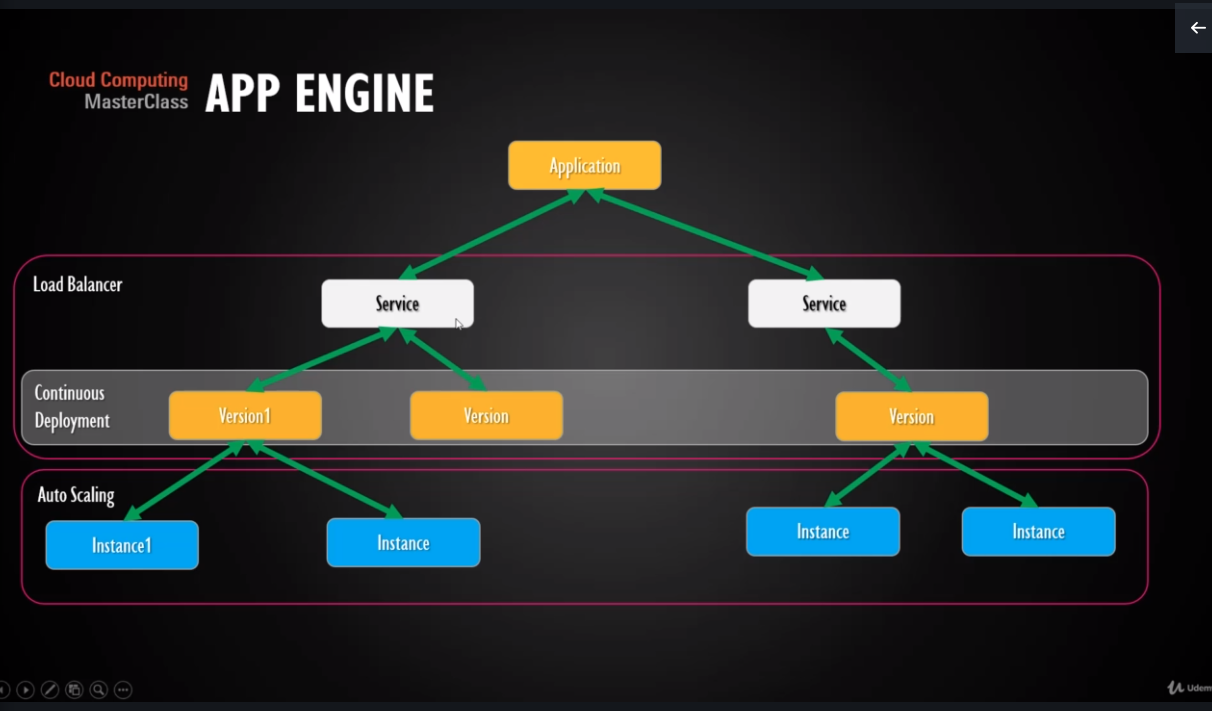 Cloud Computing
MasterClass
APP ENGINE
Application
Load Balancer
Service
Service
Continuous
Deployment
Version1
Version
Version
Auto Scaling
Instance1
Instance
Instance
Instance